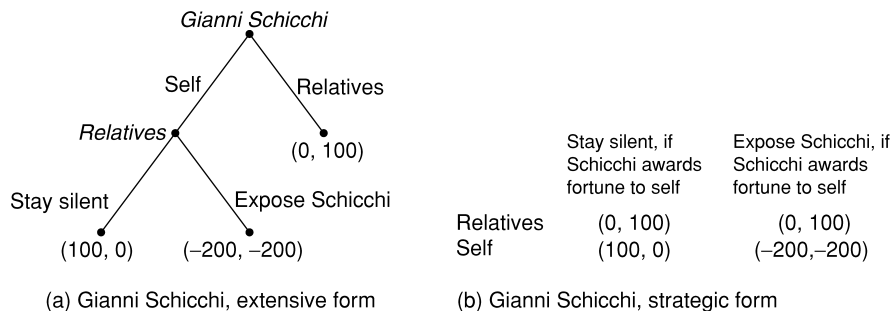 Gianni Schicchi
Self
Relatives
Relatives
(0, 100)
Stay silent
Expose Schicchi
(100, 0)
(−200, −200)
(a) Gianni Schicchi, extensive form
Stay silent, if
Schicchi awards
fortune to self
Expose Schicchi, if
Schicchi awards
fortune to self
Relatives (0, 100) (0, 100)
Self (100, 0) (−200,−200)
(b) Gianni Schicchi, strategic form